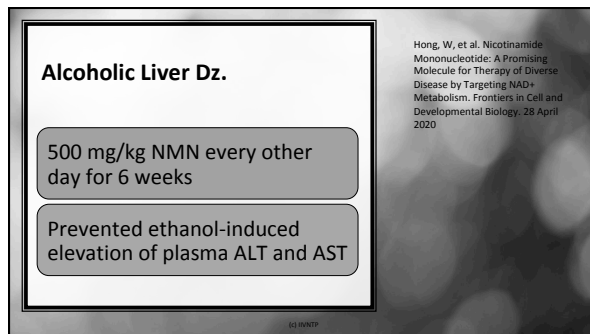 Alcoholic Liver Dz.
500 mg/kg NMN every other
day for 6 weeks
Prevented ethanol-induced
elevation of plasma ALT and AST
Hong, W, et al. Nicotinamide
Mononucleotide: A Promising
Molecule for Therapy of Diverse
Disease by Targeting NAD+
Metabolism. Frontiers in Cell and
Developmental Biology. 28 April
2020
(c) IIVNTP